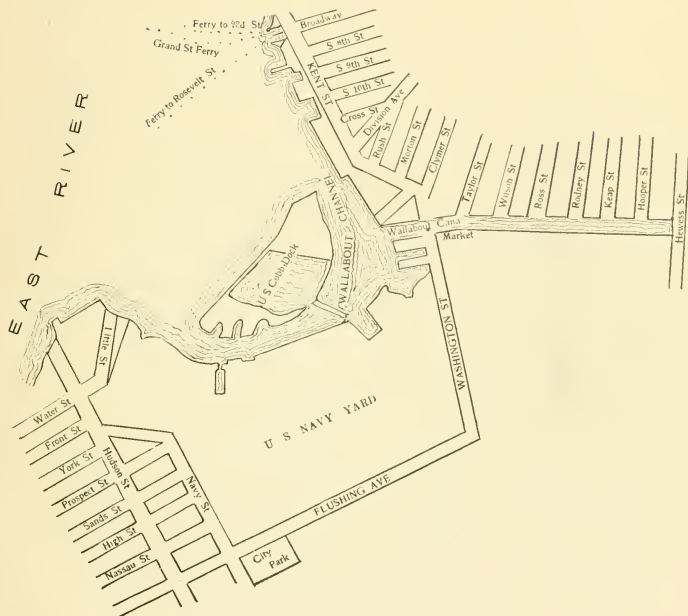 Ferry to 22d St
Grand St Ferry
Ferry to Rosevelt St
Broadway
S 8th St
S 9th St
S 10th St
KENT ST
Cross St
Division Ave
Rush St
Morton St
Clymer St
Taylor St
Wilson St
Ross St
Rodney St
Keap St
Hooper St
Hewess St
EAST RIVER
WALLABOUT CHANNEL
Wallabout Cana
Market
U S Cobb Dock
WASHINGTON ST
Little St
U S NAVY YARD
Water St
Front St
York St
Prospect St
Sands St
High St
Nassau St
Hudson St
Navy St
FLUSHING AVE
City
Park